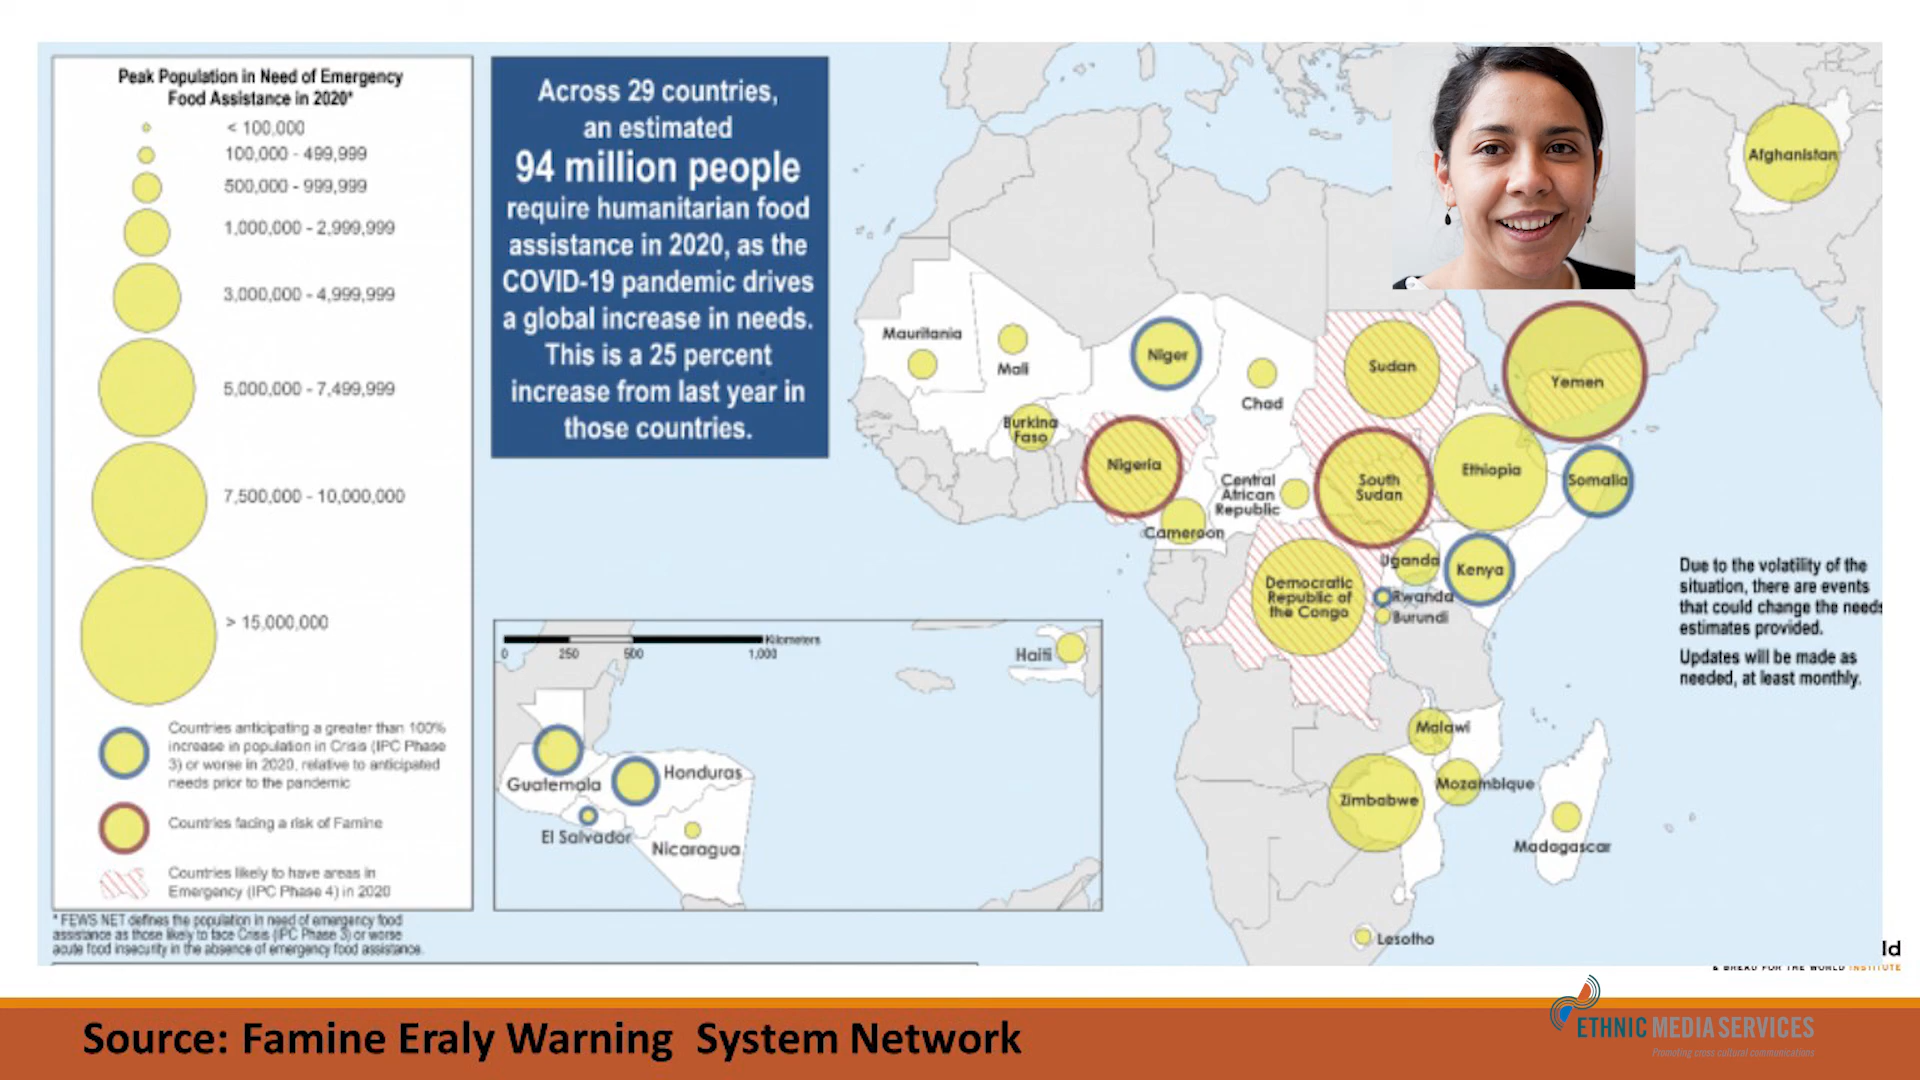 Peak Population in Need of Emergency
Food Assistance in 2020*
< 100,000
100,000 - 499,999
500,000 - 999,999
1,000,000 - 2,999,999
3,000,000 - 4,999,999
5,000,000 - 7,499,999
7,500,000 - 10,000,000
> 15,000,000
Countries anticipating a greater than 100%
increase in population in Crisis (IPC Phase
3) or worse in 2020, relative to anticipated
needs prior to the pandemic
Countries facing a risk of Famine
Countries likely to have areas in
Emergency (IPC Phase 4) in 2020
* FEWS NET defines the population in need of emergency food
assistance as those likely to face Crisis (IPC Phase 3) or worse
acute food insecurity in the absence of emergency food assistance.
Across 29 countries,
an estimated
94 million people
require humanitarian food
assistance in 2020, as the
COVID-19 pandemic drives
a global increase in needs.
This is a 25 percent
increase from last year in
those countries.
Afghanistan
Mauritania
Mali
Niger
Chad
Sudan
Yemen
Burkina
Faso
Nigeria
Central
African
Republic
South
Sudan
Ethiopia
Somalia
Cameroon
Democratic
Republic of
the Congo
Uganda
Kenya
Rwanda
Burundi
Due to the volatility of the
situation, there are events
that could change the needs
estimates provided.
Updates will be made as
needed, at least monthly.
Kilometers
0 250 500 1,000
Haiti
Guatemala
Honduras
El Salvador
Nicaragua
Malawi
Zimbabwe
Mozambique
Madagascar
Lesotho
ld
& BREAD FOR THE WORLD INSTITUTE
Source: Famine Eraly Warning System Network
ETHNIC MEDIA SERVICES
Promoting cross cultural communications